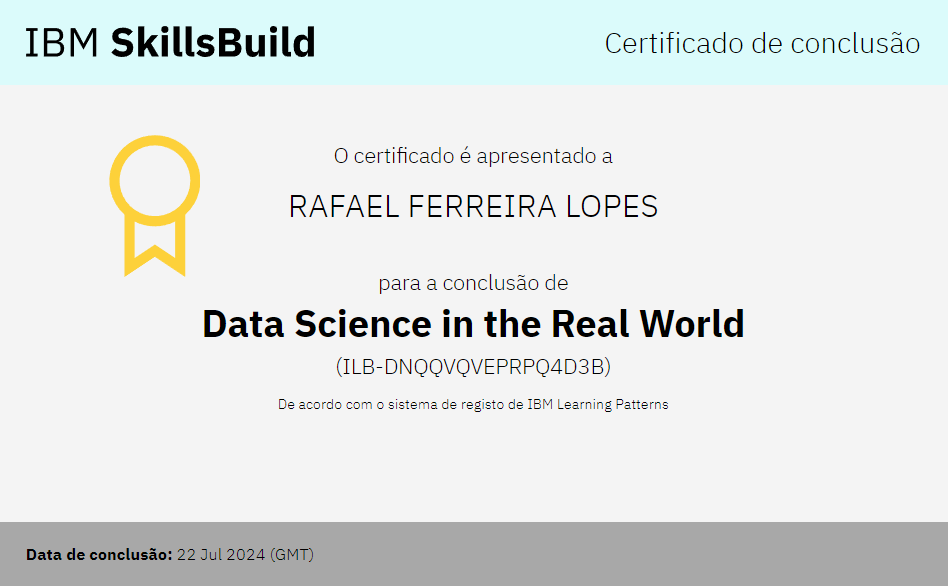 IBM SkillsBuild
Certificado de conclusão
O certificado é apresentado a
RAFAEL FERREIRA LOPES
para a conclusão de
Data Science in the Real World
(ILB-DNQQVQVEPRPQ4D3B)
De acordo com o sistema de registo de IBM Learning Patterns
Data de conclusão: 22 Jul 2024 (GMT)